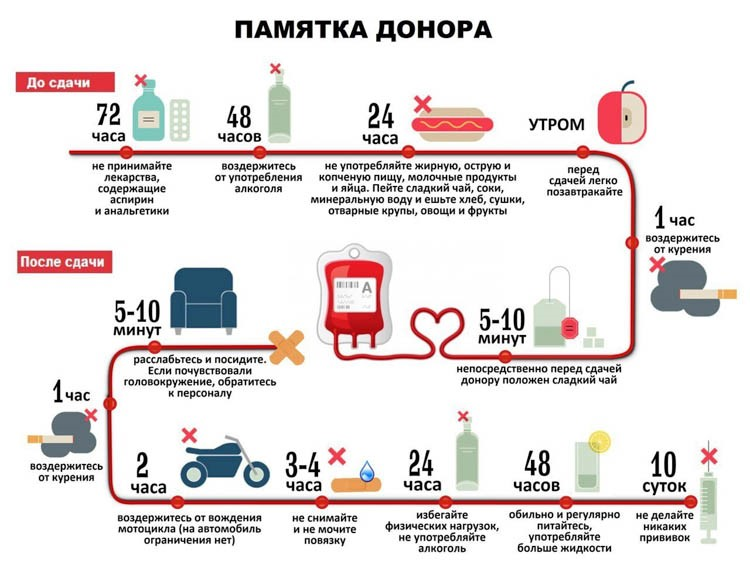 ПАМЯТКА ДОНОРА
До сдачи
72
часа
не принимайте
лекарства,
содержащие
аспирин
и анальгетики
48
часов
воздержитесь
от употребления
алкоголя
24
часа
не употребляйте жирную, острую и
копченую пищу, молочные продукты
и яйца. Пейте сладкий чай, соки,
минеральную воду и ешьте хлеб, сушки,
отварные крупы, овощи и фрукты
УТРОМ
перед
сдачей легко
позавтракайте
1 час
воздержитесь
от курения
5-10
минут
непосредственно перед сдачей
донору положен сладкий чай
A
После сдачи
5-10
минут
расслабьтесь и посидите.
Если почувствовали
головокружение, обратитесь
к персоналу
1 час
воздержитесь
от курения
2
часа
воздержитесь от вождения
мотоцикла (на автомобиль
ограничения нет)
3-4
часа
не снимайте
и не мочите
повязку
24
часа
избегайте
физических нагрузок,
не употребляйте
алкоголь
48
часов
обильно и регулярно
питайтесь,
употребляйте
больше жидкости
10
суток
не делайте
никаких
прививок